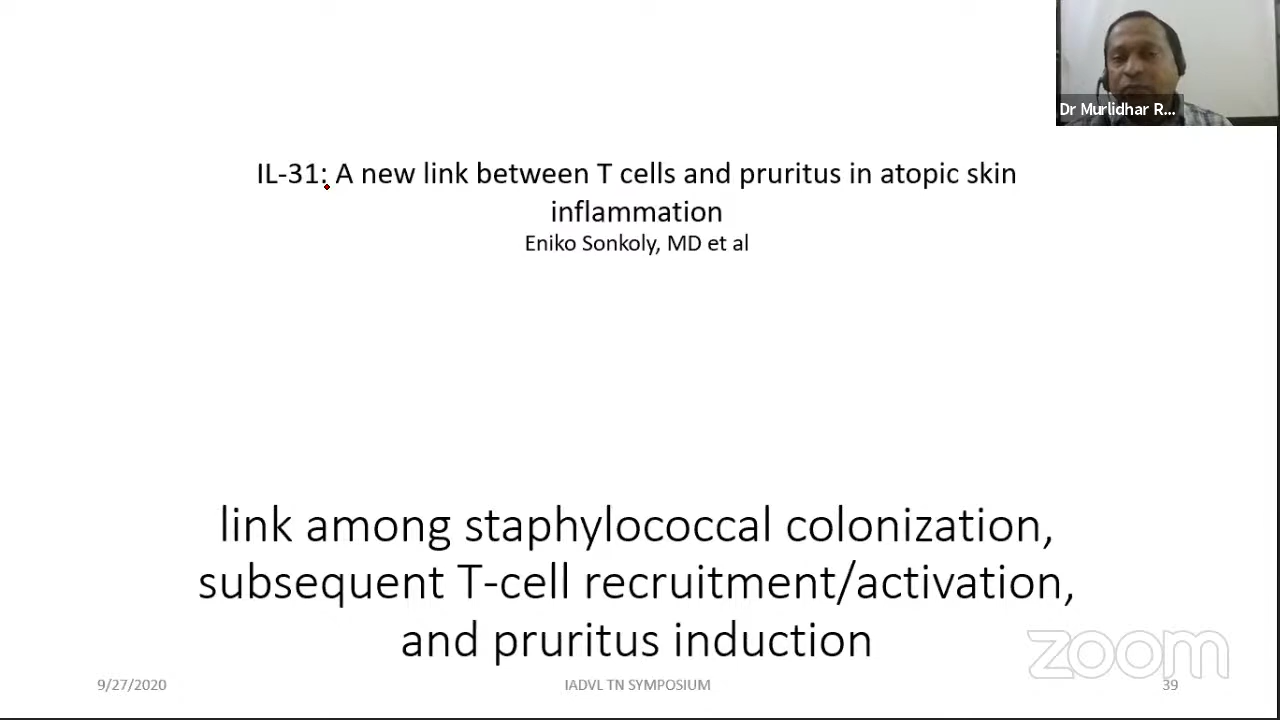 Dr Murlidhar R...
IL-31: A new link between T cells and pruritus in atopic skin
inflammation
Eniko Sonkoly, MD et al
link among staphylococcal colonization,
subsequent T-cell recruitment/activation,
and pruritus induction
zoom
9/27/2020
IADVL TN SYMPOSIUM
39